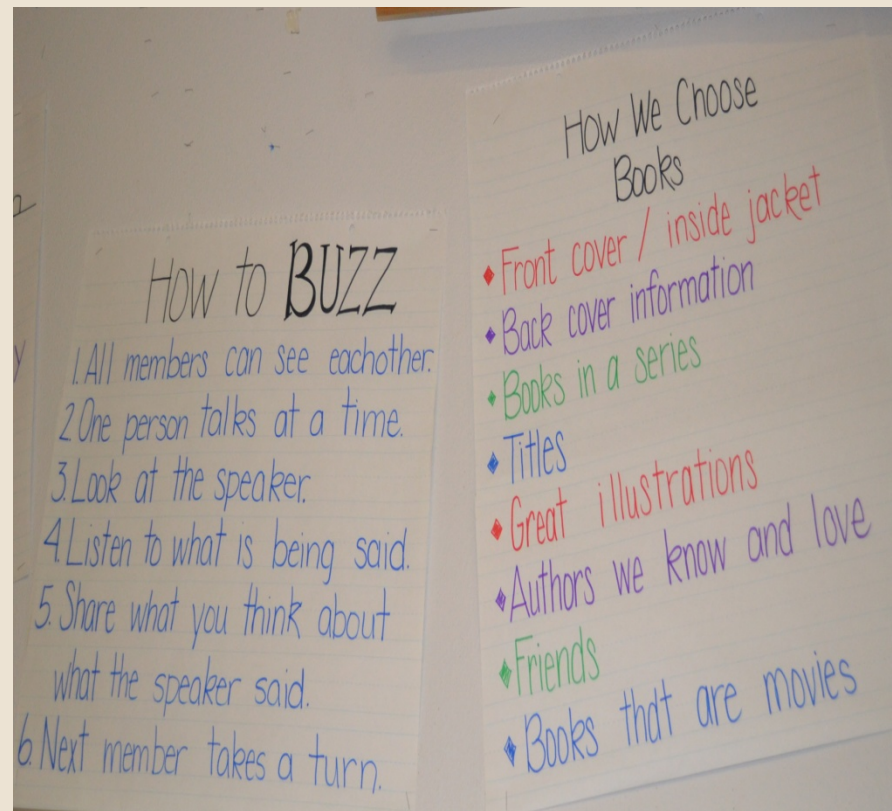 How to BUZZ
1. All members can see eachother.
2 One person talks at a time.
3. Look at the speaker.
4. Listen to what is being said.
5. Share what you think about
what the speaker said.
6. Next member takes a turn.
How We Choose
Books
◆ Front cover / inside jacket
◆ Back cover information
◆ Books in a series
◆ Titles
◆ Great illustrations
◆ Authors we know and love
◆ Friends
◆ Books that are movies